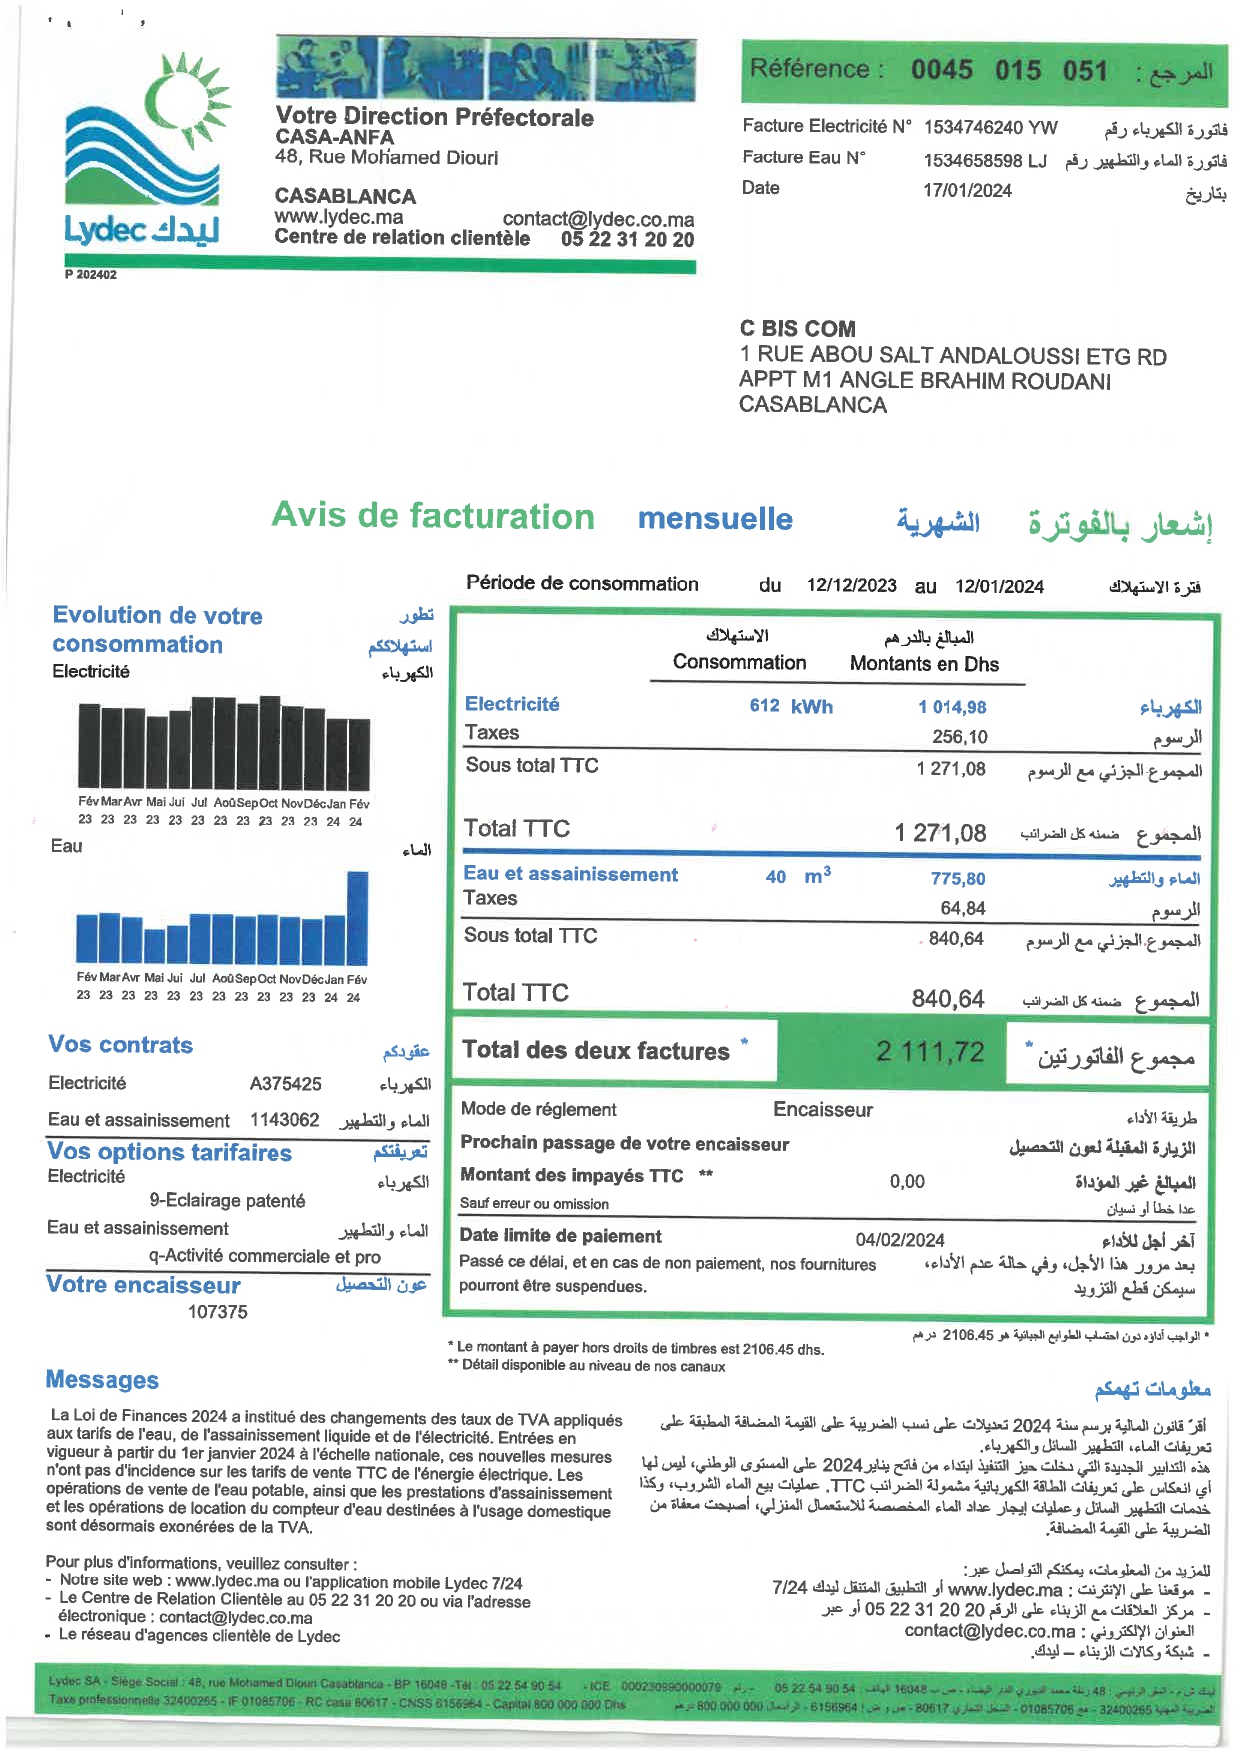 Lydec ليدك
P 202402
Votre Direction Préfectorale
CASA-ANFA
48, Rue Mohamed Diouri
CASABLANCA
www.lydec.ma contact@lydec.co.ma
Centre de relation clientèle 05 22 31 20 20
Référence : 0045 015 051 المرجع :
Facture Electricité N° 1534746240 YW فاتورة الكهرباء رقم
Facture Eau N° 1534658598 LJ فاتورة الماء والتطهير رقم
Date 17/01/2024 بتاريخ
C BIS COM
1 RUE ABOU SALT ANDALOUSSI ETG RD
APPT M1 ANGLE BRAHIM ROUDANI
CASABLANCA
Avis de facturation mensuelle الشهرية إشعار بالفوترة
Période de consommation du 12/12/2023 au 12/01/2024 فترة الاستهلاك
Evolution de votre تطور
consommation استهلاككم
Electricité الكهرباء
Fév Mar Avr Mai Jui Jul Aoû Sep Oct Nov Déc Jan Fév
23 23 23 23 23 23 23 23 23 23 23 24 24
Eau الماء
Fév Mar Avr Mai Jui Jul Aoû Sep Oct Nov Déc Jan Fév
23 23 23 23 23 23 23 23 23 23 23 24 24
Vos contrats عقودكم
Electricité A375425 الكهرباء
Eau et assainissement 1143062 الماء والتطهير
Vos options tarifaires تعريفتكم
Electricité الكهرباء
9-Eclairage patenté
Eau et assainissement الماء والتطهير
q-Activité commerciale et pro
Votre encaisseur عون التحصيل
107375
الاستهلاك المبالغ بالدرهم
Consommation Montants en Dhs
Electricité 612 kWh 1 014,98 الكهرباء
Taxes 256,10 الرسوم
Sous total TTC 1 271,08 المجموع الجزئي مع الرسوم
Total TTC 1 271,08 المجموع ضمنه كل الضرائب
Eau et assainissement 40 m³ 775,80 الماء والتطهير
Taxes 64,84 الرسوم
Sous total TTC 840,64 المجموع الجزئي مع الرسوم
Total TTC 840,64 المجموع ضمنه كل الضرائب
Total des deux factures * 2 111,72 مجموع الفاتورتين *
Mode de réglement Encaisseur طريقة الأداء
Prochain passage de votre encaisseur الزيارة المقبلة لعون التحصيل
Montant des impayés TTC ** 0,00 المبالغ غير المؤداة
Sauf erreur ou omission عدا خطأ أو نسيان
Date limite de paiement 04/02/2024 آخر أجل للأداء
Passé ce délai, et en cas de non paiement, nos fournitures بعد مرور هذا الأجل، وفي حالة عدم الأداء،
pourront être suspendues. سيمكن قطع التزويد
* الواجب أداؤه دون احتساب الطوابع الجبائية هو 2106.45 درهم
* Le montant à payer hors droits de timbres est 2106.45 dhs.
** Détail disponible au niveau de nos canaux
Messages معلومات تهمكم
La Loi de Finances 2024 a institué des changements des taux de TVA appliqués
aux tarifs de l'eau, de l'assainissement liquide et de l'électricité. Entrées en
vigueur à partir du 1er janvier 2024 à l'échelle nationale, ces nouvelles mesures
n'ont pas d'incidence sur les tarifs de vente TTC de l'énergie électrique. Les
opérations de vente de l'eau potable, ainsi que les prestations d'assainissement
et les opérations de location du compteur d'eau destinées à l'usage domestique
sont désormais exonérées de la TVA.
أقرّ قانون المالية برسم سنة 2024 تعديلات على نسب الضريبة على القيمة المضافة المطبقة على
تعريفات الماء، التطهير السائل والكهرباء.
هذه التدابير الجديدة التي دخلت حيز التنفيذ ابتداء من فاتح يناير 2024 على المستوى الوطني، ليس لها
أي انعكاس على تعريفات الطاقة الكهربائية مشمولة الضرائب TTC. عمليات بيع الماء الشروب، وكذا
خدمات التطهير السائل وعمليات إيجار عداد الماء المخصصة للاستعمال المنزلي، أصبحت معفاة من
الضريبة على القيمة المضافة.
Pour plus d'informations, veuillez consulter :
- Notre site web : www.lydec.ma ou l'application mobile Lydec 7/24
- Le Centre de Relation Clientèle au 05 22 31 20 20 ou via l'adresse
électronique : contact@lydec.co.ma
- Le réseau d'agences clientèle de Lydec
للمزيد من المعلومات، يمكنكم التواصل عبر:
- موقعنا على الإنترنت : www.lydec.ma أو التطبيق المتنقل ليدك 7/24
- مركز العلاقات مع الزبناء على الرقم 05 22 31 20 20 أو عبر
العنوان الإلكتروني : contact@lydec.co.ma
- شبكة وكالات الزبناء – ليدك.
Lydec SA - Siège Social : 48, rue Mohamed Diouri Casablanca - BP 16048 -Tél : 05 22 54 90 54 - ICE 000230990000079
Taxe professionnelle 32400265 - IF 01085706 - RC casa 80617 - CNSS 6156964 - Capital 800 000 000 Dhs